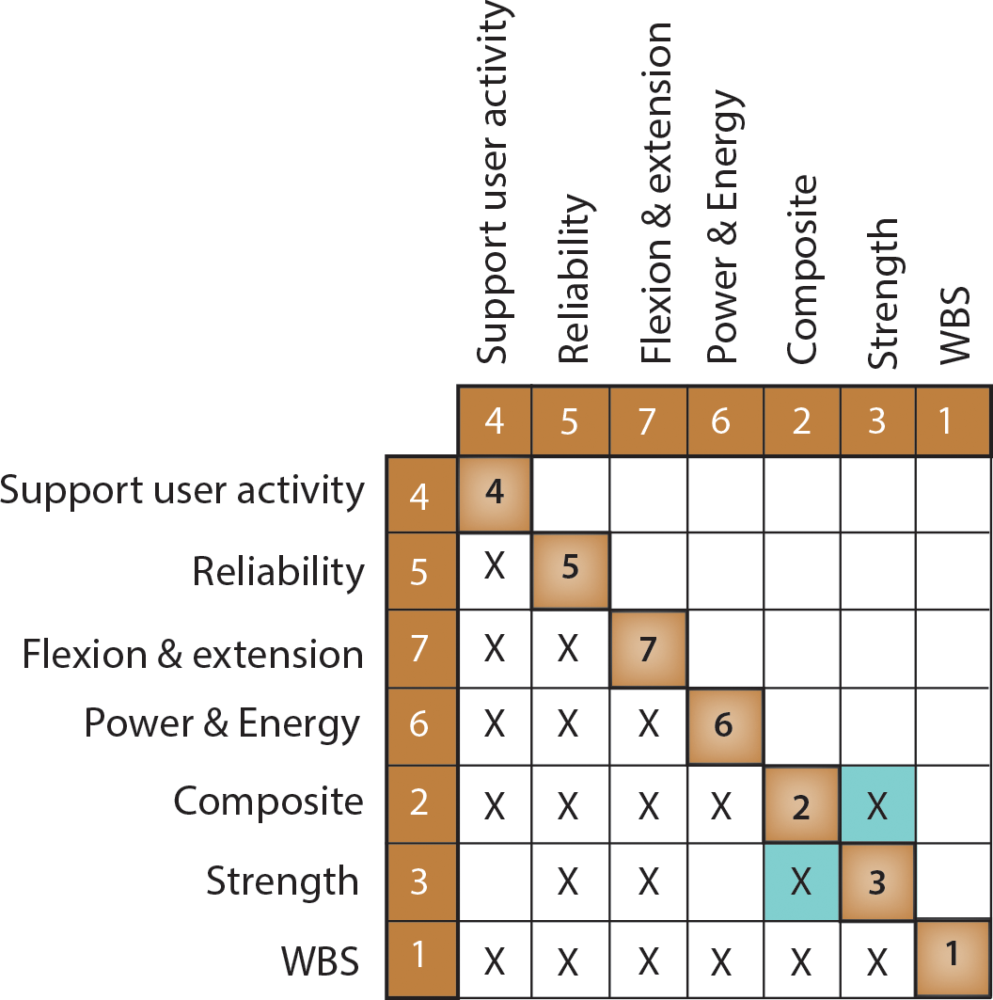 Support user activity
Reliability
Flexion & extension
Power & Energy
Composite
Strength
WBS
4 5 7 6 2 3 1
Support user activity 4 4
Reliability 5 X 5
Flexion & extension 7 X X 7
Power & Energy 6 X X X 6
Composite 2 X X X X 2 X
Strength 3 X X X 3
WBS 1 X X X X X X 1